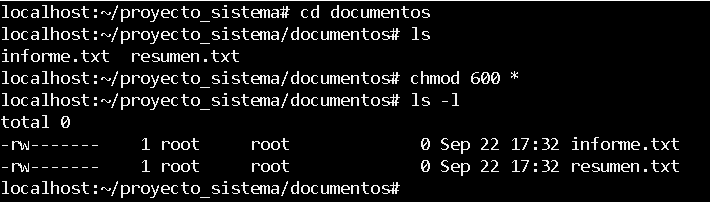 localhost:~/proyecto_sistema# cd documentos
localhost:~/proyecto_sistema/documentos# ls
informe.txt  resumen.txt
localhost:~/proyecto_sistema/documentos# chmod 600 *
localhost:~/proyecto_sistema/documentos# ls -l
total 0
-rw-------    1 root     root             0 Sep 22 17:32 informe.txt
-rw-------    1 root     root             0 Sep 22 17:32 resumen.txt
localhost:~/proyecto_sistema/documentos#